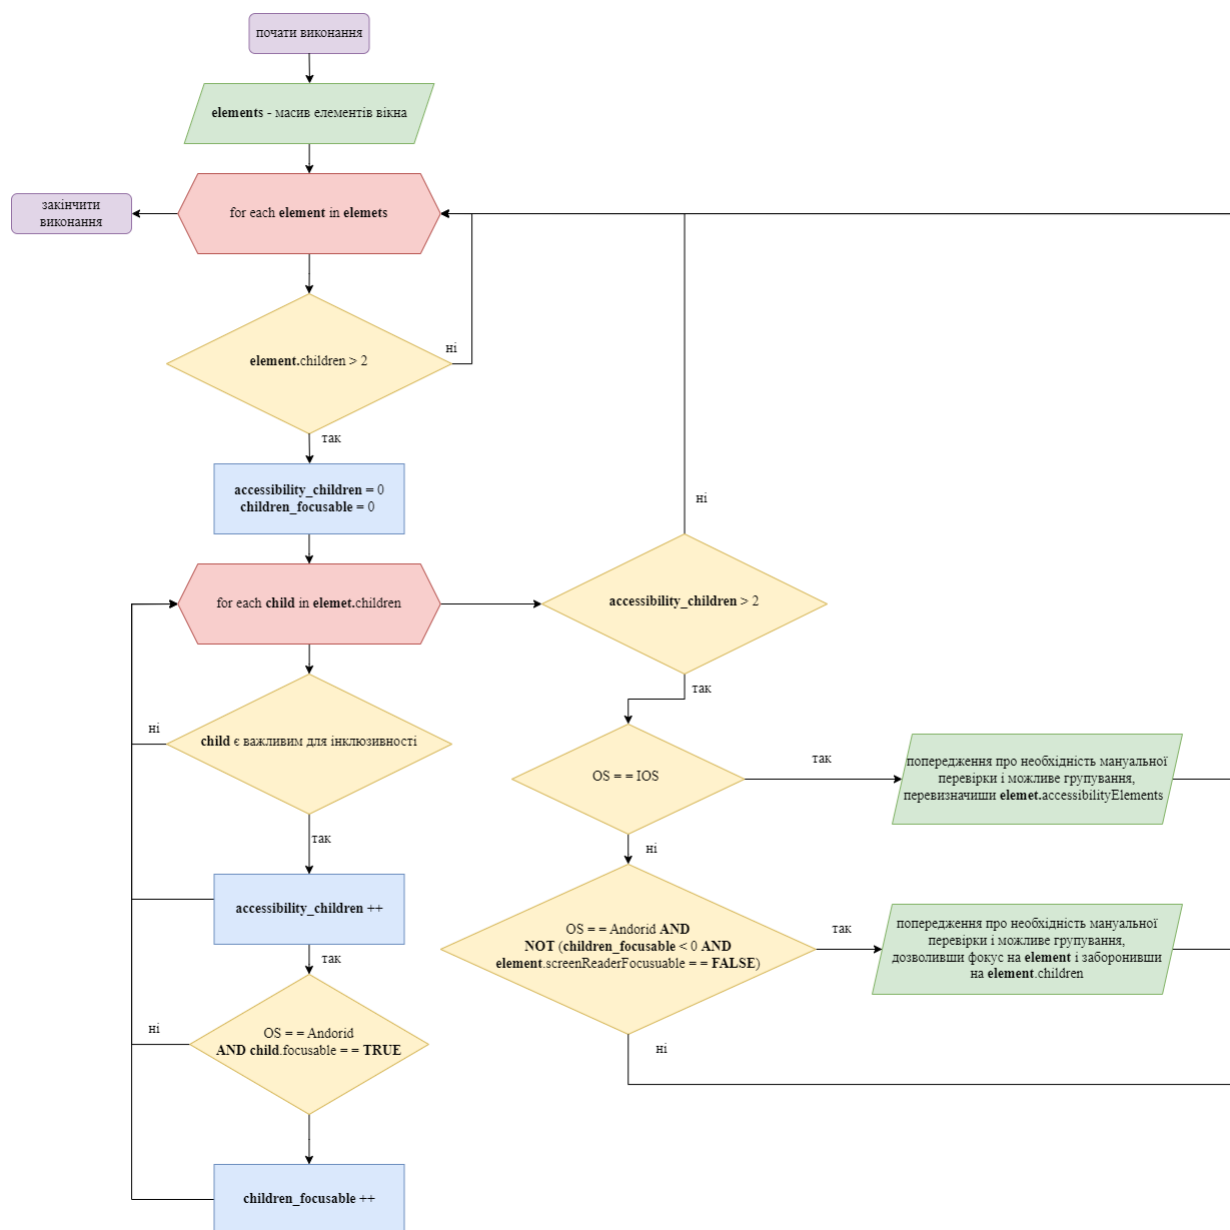 почати виконання
elements - масив елементів вікна
закінчити
виконання
for each element in elemets
element.children > 2
ні
так
accessibility_children = 0
children_focusable = 0
ні
for each child in elemet.children
accessibility_children > 2
так
ні
child є важливим для інклюзивності
OS = = IOS
так
попередження про необхідність мануальної
перевірки і можливе групування,
перевизначиши elemet.accessibilityElements
так
ні
accessibility_children ++
OS = = Andorid AND
NOT (children_focusable < 0 AND
element.screenReaderFocusuable = = FALSE)
так
попередження про необхідність мануальної
перевірки і можливе групування,
дозволивши фокус на element і заборонивши
на element.children
так
ні
OS = = Andorid
AND child.focusable = = TRUE
ні
children_focusable ++